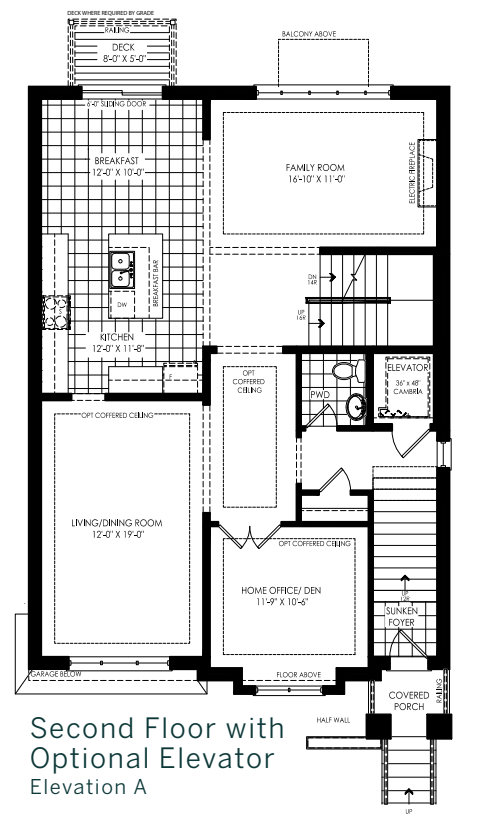 DECK WHERE REQUIRED BY GRADE
RAILING
DECK
8'-0" X 5'-0"
BALCONY ABOVE
6'-0" SLIDING DOOR
BREAKFAST
12'-0" X 10'-0"
FAMILY ROOM
16'-10" X 11'-0"
ELECTRIC FIREPLACE
BREAKFAST BAR
DW
DN
14R
UP
16R
KITCHEN
12'-0" X 11'-8"
F
OPT
COFFERED
CEILING
PWD
ELEVATOR
36" x 48"
CAMBRIA
OPT COFFERED CEILING
LIVING/DINING ROOM
12'-0" X 19'-0"
OPT COFFERED CEILING
HOME OFFICE/ DEN
11'-9" X 10'-6"
UP
12R
SUNKEN
FOYER
GARAGE BELOW
FLOOR ABOVE
COVERED
PORCH
RAILING
HALF WALL
UP
Second Floor with
Optional Elevator
Elevation A